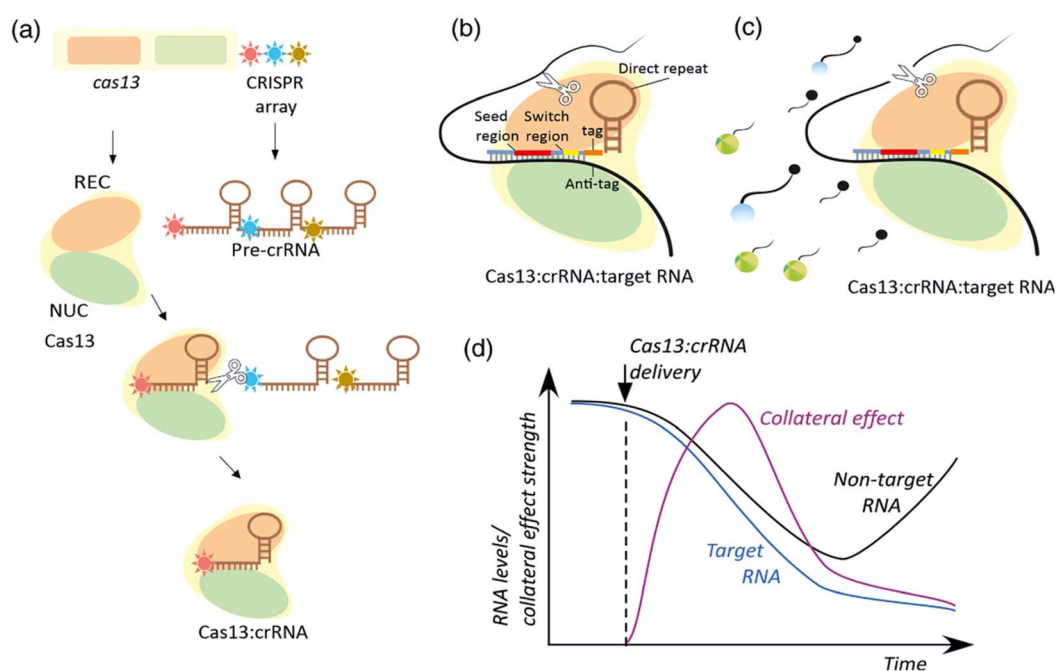 (a)
cas13
CRISPR
array
REC
Pre-crRNA
NUC
Cas13
Cas13:crRNA
(b)
Direct repeat
Seed
region
Switch
region
tag
Anti-tag
Cas13:crRNA:target RNA
(c)
Cas13:crRNA:target RNA
(d)
Cas13:crRNA
delivery
Collateral effect
Non-target
RNA
Target
RNA
RNA levels/
collateral effect strength
Time